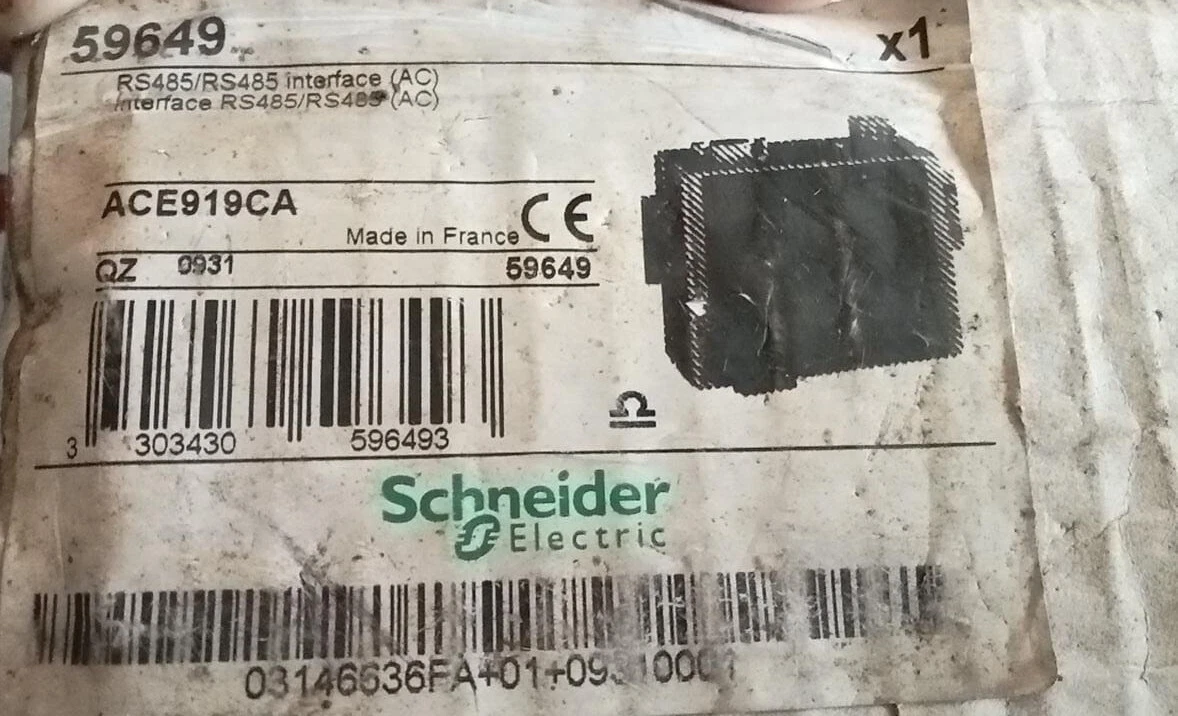 59649
x1
RS485/RS485 interface (AC)
Interface RS485/RS485 (AC)
ACE919CA
Made in France CE
QZ 0931 59649
3 303430 596493
Schneider
Electric